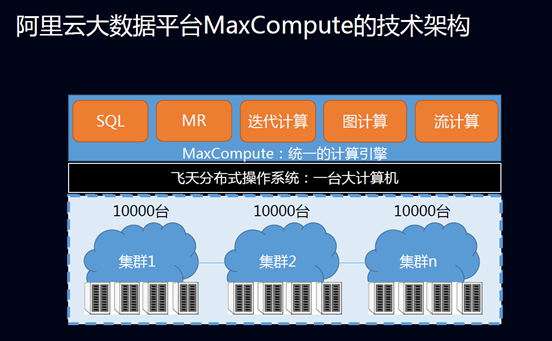 阿里云大数据平台MaxCompute的技术架构
SQL MR 迭代计算 图计算 流计算
MaxCompute：统一的计算引擎
飞天分布式操作系统：一台大计算机
10000台 10000台 10000台
集群1 集群2 集群n